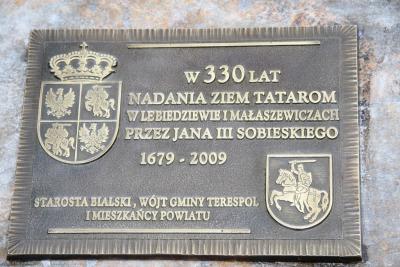 W 330 LAT
NADANIA ZIEM TATAROM
W LEBIEDZIEWIE I MAŁASZEWICZACH
PRZEZ JANA III SOBIESKIEGO
1679 - 2009
STAROSTA BIALSKI, WÓJT GMINY TERESPOL
I MIESZKAŃCY POWIATU